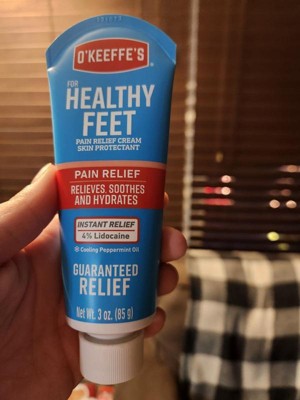 O'KEEFFE'S
FOR
HEALTHY
FEET
PAIN RELIEF CREAM
SKIN PROTECTANT
PAIN RELIEF
RELIEVES, SOOTHES
AND HYDRATES
INSTANT RELIEF
4% Lidocaine
Cooling Peppermint Oil
GUARANTEED
RELIEF
Net Wt. 3 oz. (85 g)